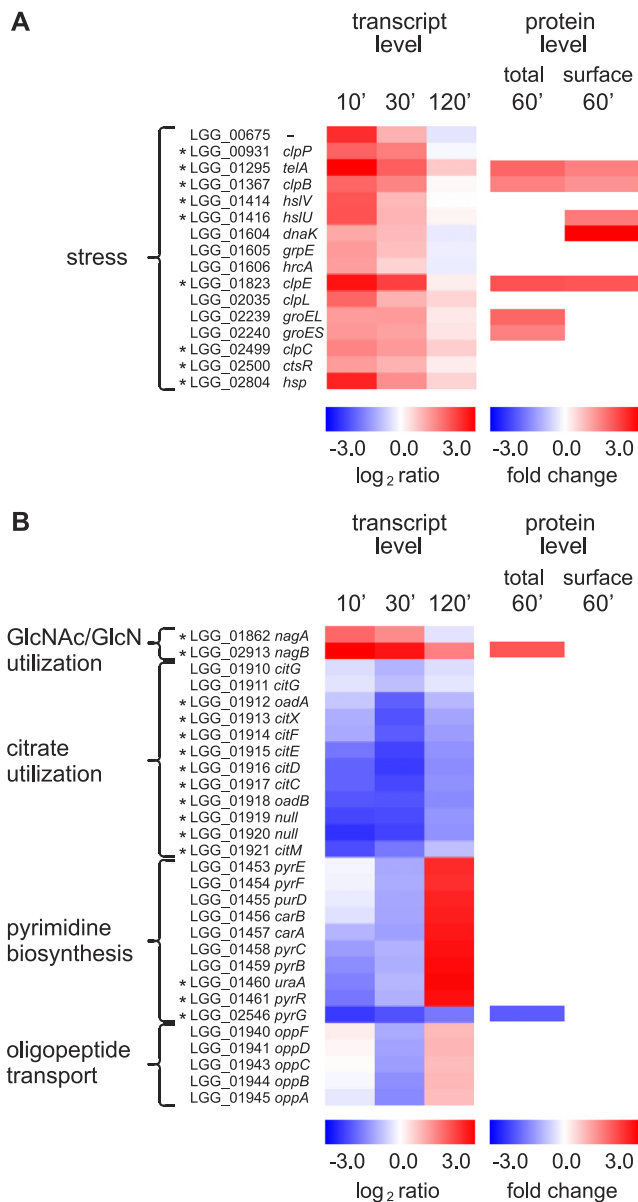 A
transcript level
protein level
total 60’
surface 60’
10’ 30’ 120’
stress
LGG_00675 –
* LGG_00931 clpP
* LGG_01295 telA
* LGG_01367 clpB
* LGG_01414 hslV
* LGG_01416 hslU
LGG_01604 dnaK
LGG_01605 grpE
LGG_01606 hrcA
* LGG_01823 clpE
LGG_02035 clpL
LGG_02239 groEL
LGG_02240 groES
* LGG_02499 clpC
* LGG_02500 ctsR
* LGG_02804 hsp
-3.0 0.0 3.0
log2 ratio
-3.0 0.0 3.0
fold change
B
transcript level
protein level
total 60’
surface 60’
10’ 30’ 120’
GlcNAc/GlcN utilization
* LGG_01862 nagA
* LGG_02913 nagB
citrate utilization
LGG_01910 citG
LGG_01911 citG
* LGG_01912 oadA
* LGG_01913 citX
* LGG_01914 citF
* LGG_01915 citE
* LGG_01916 citD
* LGG_01917 citC
* LGG_01918 oadB
* LGG_01919 null
* LGG_01920 null
* LGG_01921 citM
pyrimidine biosynthesis
LGG_01453 pyrE
LGG_01454 pyrF
LGG_01455 purD
LGG_01456 carB
LGG_01457 carA
LGG_01458 pyrC
LGG_01459 pyrB
* LGG_01460 uraA
* LGG_01461 pyrR
* LGG_02546 pyrG
oligopeptide transport
LGG_01940 oppF
LGG_01941 oppD
LGG_01943 oppC
LGG_01944 oppB
LGG_01945 oppA
-3.0 0.0 3.0
log2 ratio
-3.0 0.0 3.0
fold change